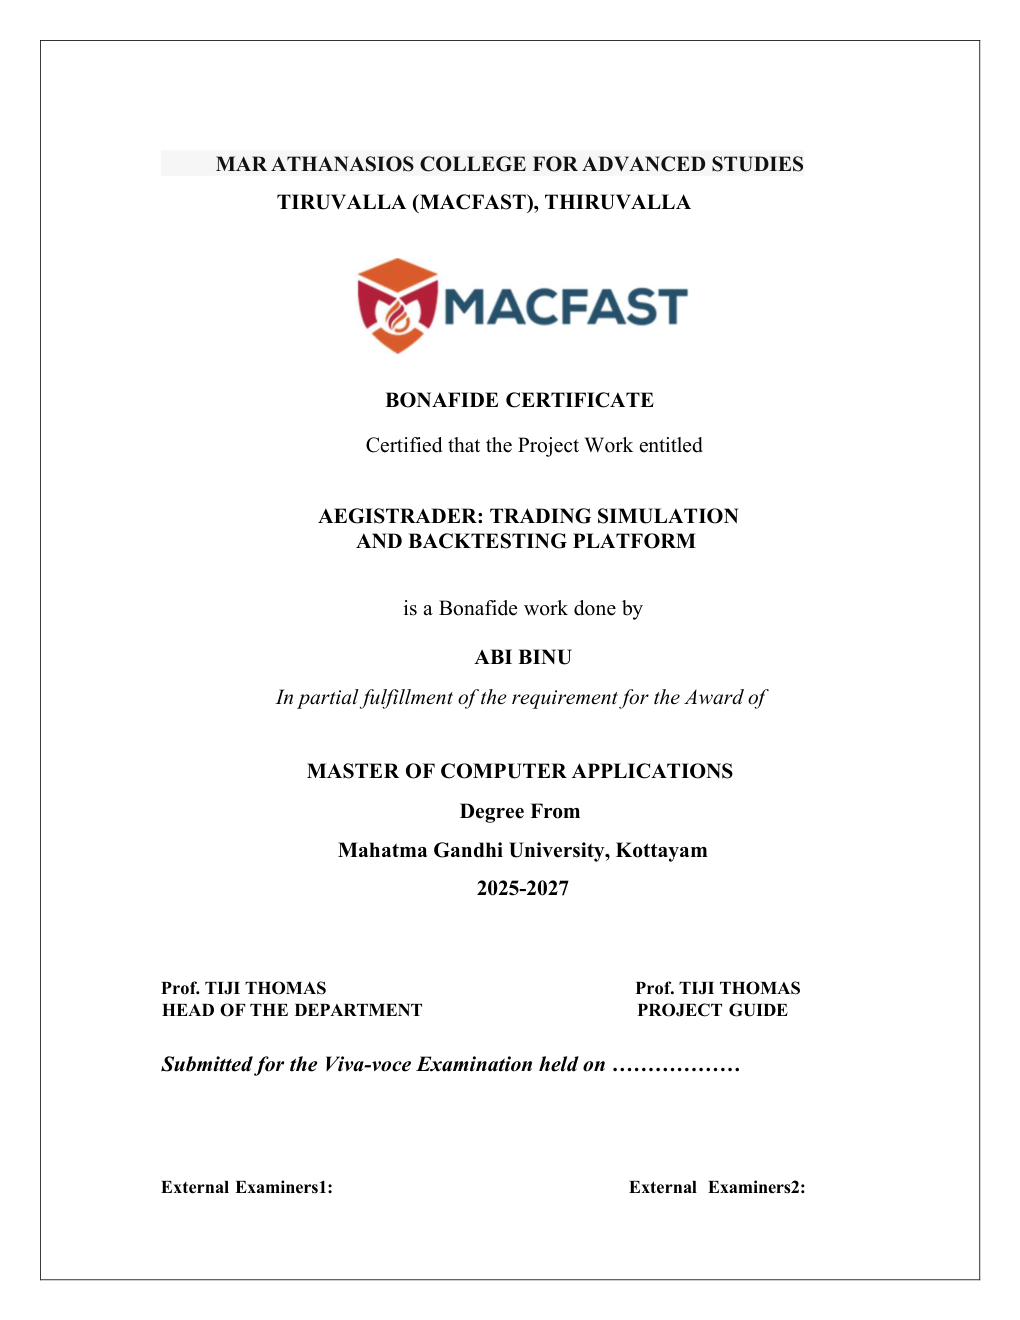 MAR ATHANASIOS COLLEGE FOR ADVANCED STUDIES
TIRUVALLA (MACFAST), THIRUVALLA
MACFAST
BONAFIDE CERTIFICATE
Certified that the Project Work entitled
AEGISTRADER: TRADING SIMULATION
AND BACKTESTING PLATFORM
is a Bonafide work done by
ABI BINU
In partial fulfillment of the requirement for the Award of
MASTER OF COMPUTER APPLICATIONS
Degree From
Mahatma Gandhi University, Kottayam
2025-2027
Prof. TIJI THOMAS Prof. TIJI THOMAS
HEAD OF THE DEPARTMENT PROJECT GUIDE
Submitted for the Viva-voce Examination held on ………………
External Examiners1: External Examiners2: